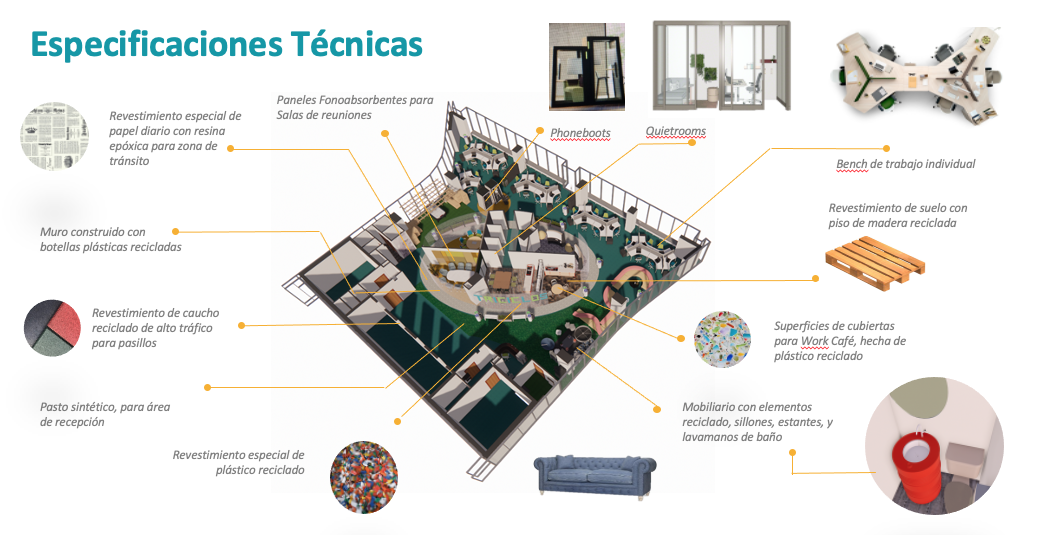 Especificaciones Técnicas
Revestimiento especial de
papel diario con resina
epóxica para zona de
tránsito
Paneles Fonoabsorbentes para
Salas de reuniones
Phoneboots
Quietrooms
Bench de trabajo individual
Revestimiento de suelo con
piso de madera reciclada
Muro construido con
botellas plásticas recicladas
Revestimiento de caucho
reciclado de alto tráfico
para pasillos
Superficies de cubiertas
para Work Café, hecha de
plástico reciclado
Pasto sintético, para área
de recepción
Mobiliario con elementos
reciclado, sillones, estantes, y
lavamanos de baño
Revestimiento especial de
plástico reciclado